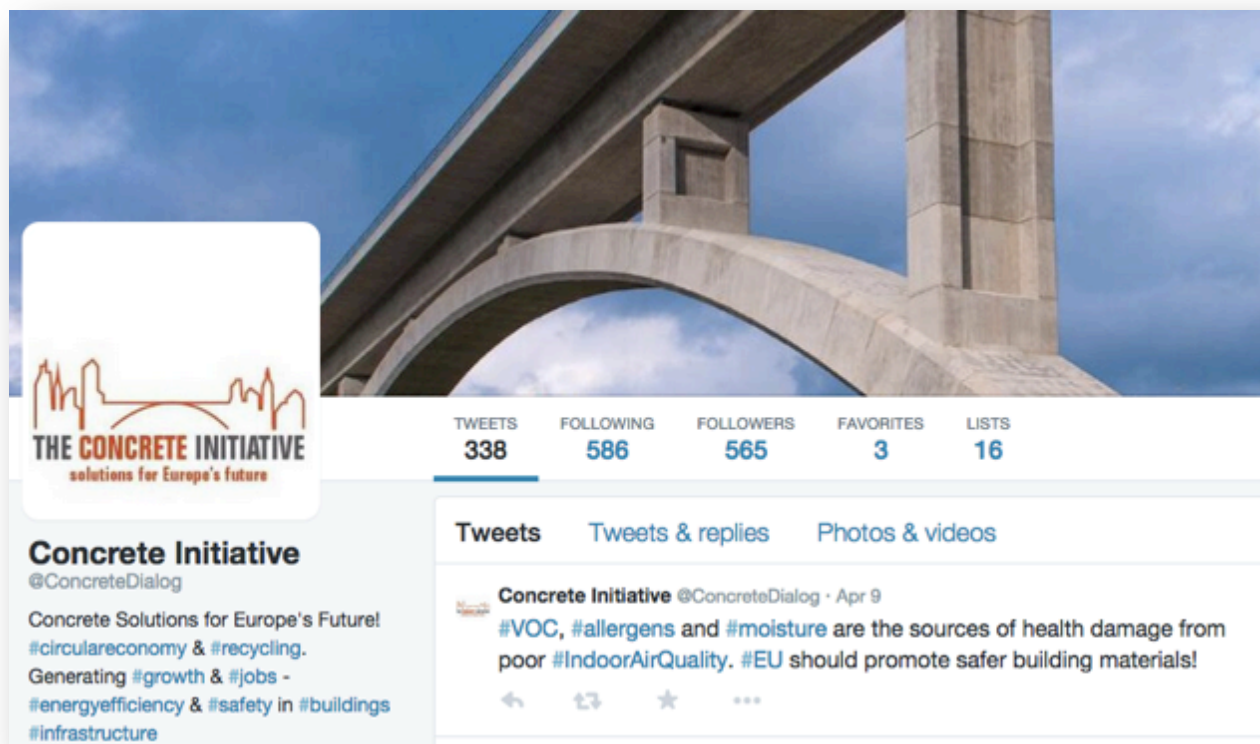 THE CONCRETE INITIATIVE
solutions for Europe's future
TWEETS
338
FOLLOWING
586
FOLLOWERS
565
FAVORITES
3
LISTS
16
Concrete Initiative
@ConcreteDialog
Concrete Solutions for Europe's Future!
#circulareconomy & #recycling.
Generating #growth & #jobs -
#energyefficiency & #safety in #buildings
#infrastructure
Tweets Tweets & replies Photos & videos
Concrete Initiative @ConcreteDialog · Apr 9
#VOC, #allergens and #moisture are the sources of health damage from
poor #IndoorAirQuality. #EU should promote safer building materials!